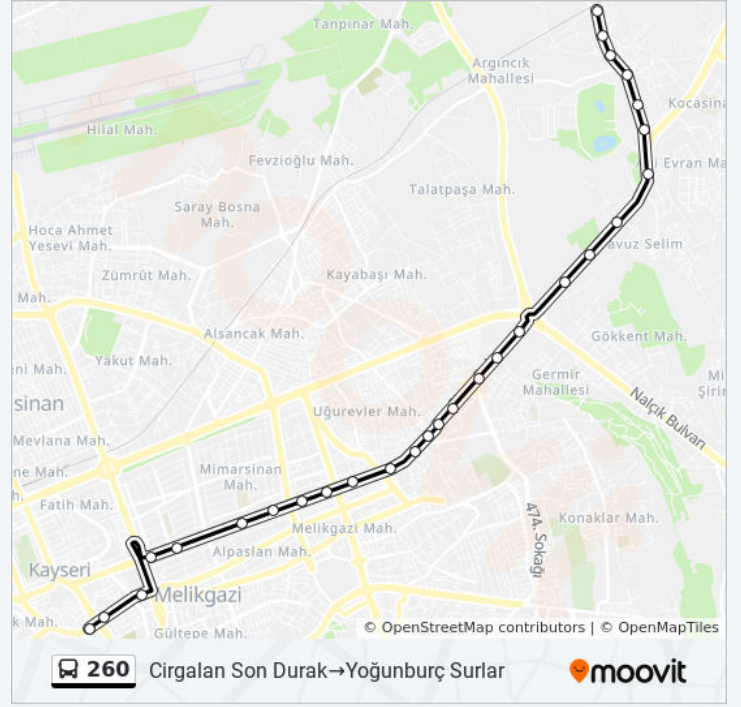 Tanpınar Mah.
Argıncık
Mahallesi
Kocasina
Hilal Mah.
Fevzioğlu Mah.
Evran Ma
Talatpaşa Mah.
Saray Bosna
Mah.
Hoca Ahmet
Yesevi Mah.
avuz Selim
Zümrüt Mah.
Kayabaşı Mah.
Mah.
Alsancak Mah.
Gökkent Mah.
Yakut Mah.
eni Mah.
Germir
Mahallesi
Mi
Şirin
sinan
Uğurevler Mah.
Nalçık Bulvarı
Mevlana Mah.
ne Mah.
Mimarsinan
Mah.
h.
Fatih Mah.
474. Sokağı
Konaklar Mah.
Melikgazi Mah.
Alpaslan Mah.
Kayseri
Melikgazi
k Mah.
Gültepe Mah.
© OpenStreetMap contributors | © OpenMapTiles
260 Cirgalan Son Durak→Yoğunburç Surlar
moovit